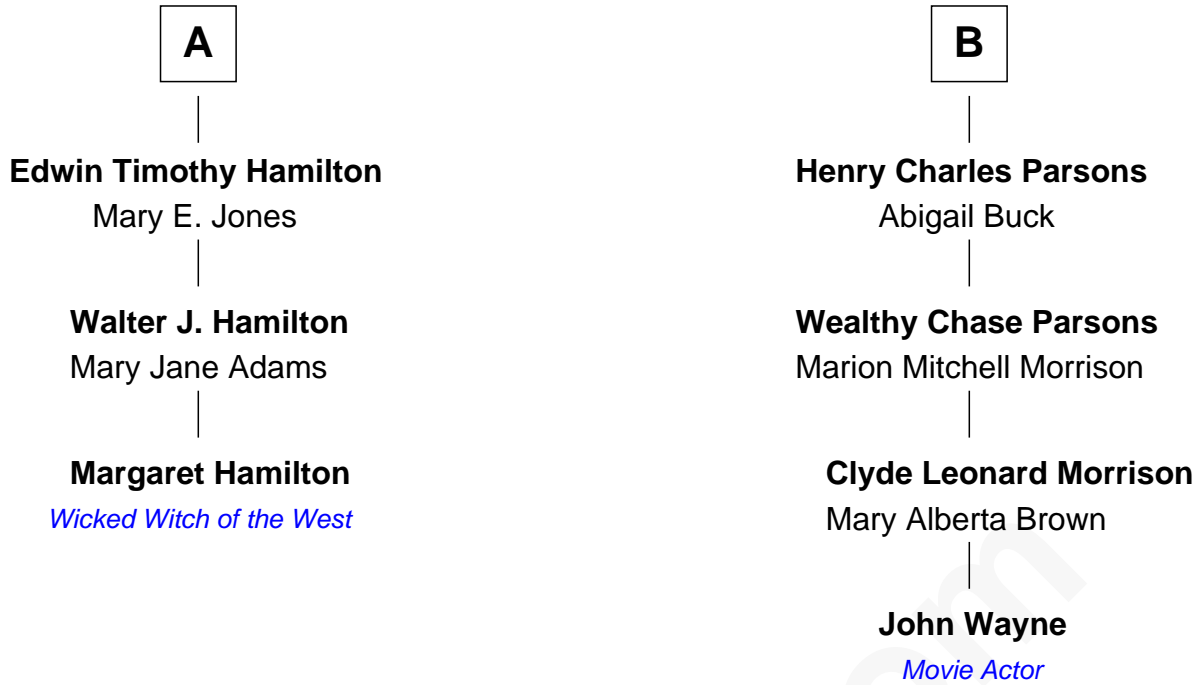 A
Edwin Timothy Hamilton
Mary E. Jones
Walter J. Hamilton
Mary Jane Adams
Margaret Hamilton
Wicked Witch of the West
B
Henry Charles Parsons
Abigail Buck
Wealthy Chase Parsons
Marion Mitchell Morrison
Clyde Leonard Morrison
Mary Alberta Brown
John Wayne
Movie Actor